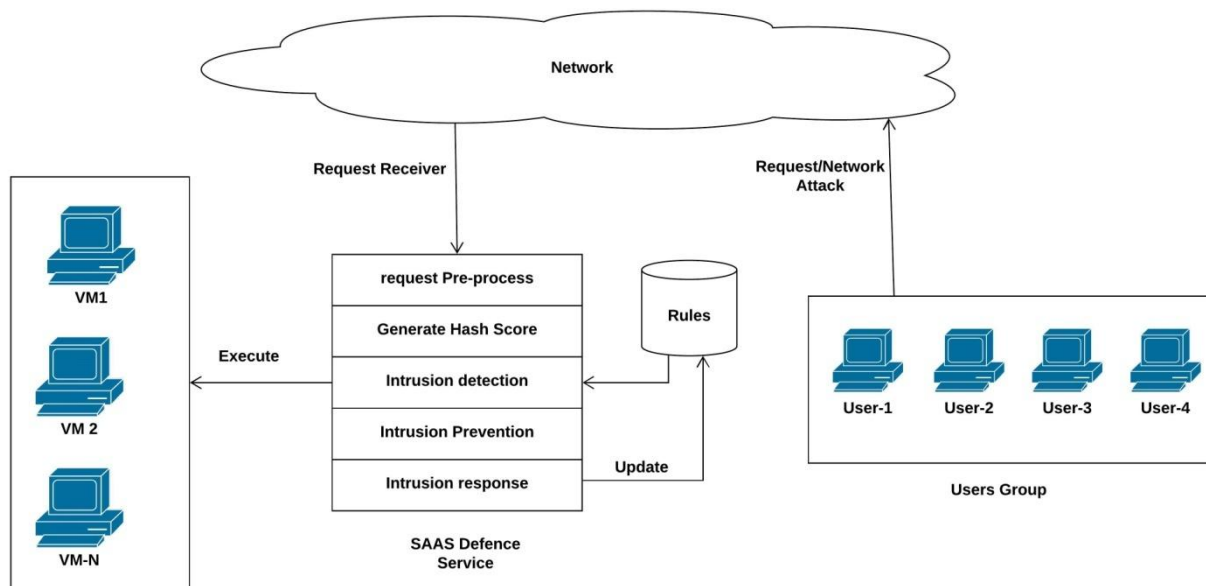 Network
Request Receiver
Request/Network
Attack
VM1
VM 2
VM-N
Execute
request Pre-process
Generate Hash Score
Intrusion detection
Intrusion Prevention
Intrusion response
SAAS Defence
Service
Rules
Update
User-1
User-2
User-3
User-4
Users Group